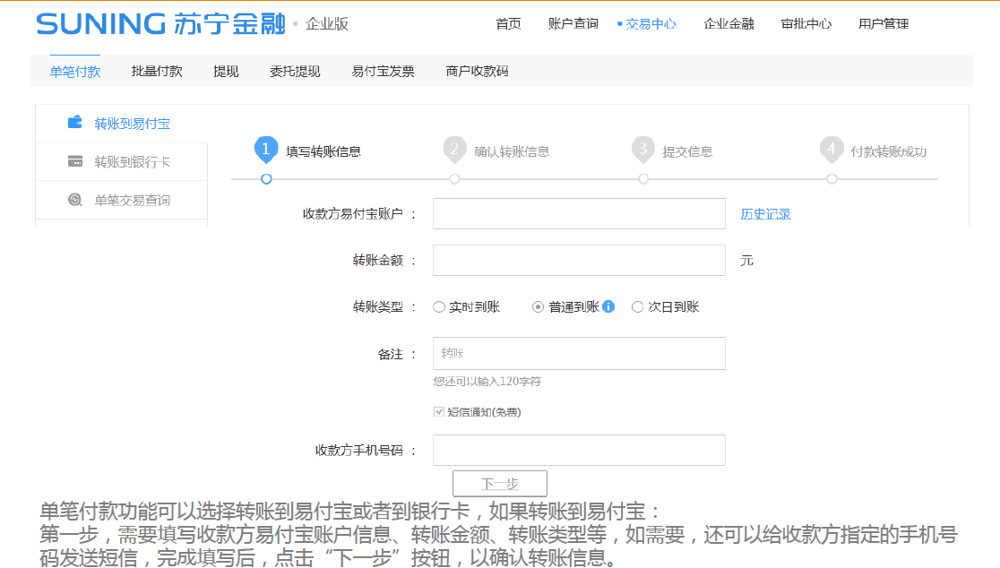 SUNING 苏宁金融 • 企业版 首页 账户查询 •交易中心 企业金融 审批中心 用户管理
单笔付款 批量付款 提现 委托提现 易付宝发票 商户收款码
转账到易付宝
转账到银行卡
单笔交易查询
1 填写转账信息 2 确认转账信息 3 提交信息 4 付款转账成功
收款方易付宝账户 ： 历史记录
转账金额 ： 元
转账类型 ： 实时到账 普通到账 i 次日到账
备注 ： 转账
您还可以输入120字符
短信通知(免费)
收款方手机号码 ：
下一步
单笔付款功能可以选择转账到易付宝或者到银行卡，如果转账到易付宝：
第一步，需要填写收款方易付宝账户信息、转账金额、转账类型等，如需要，还可以给收款方指定的手机号
码发送短信，完成填写后，点击“下一步”按钮，以确认转账信息。